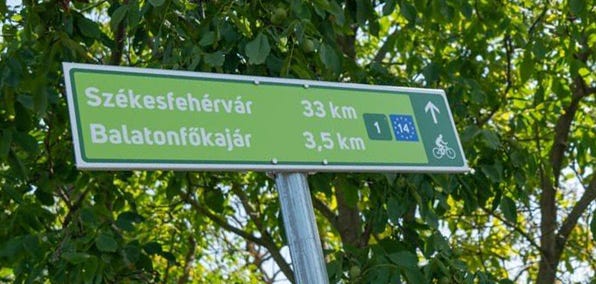 Székesfehérvár 33 km
Balatonfőkajár 3,5 km
1 14